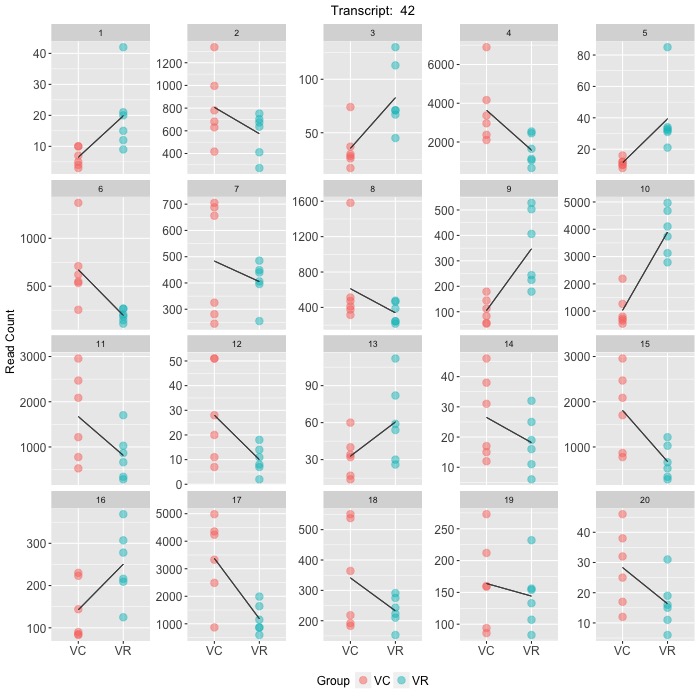 Transcript: 42
1 2 3 4 5
40 30 20 10
1200 1000 800 600 400
100 50
6000 4000 2000
80 60 40 20
6 7 8 9 10
1000 500
700 600 500 400 300
1600 1200 800 400
500 400 300 200 100
5000 4000 3000 2000 1000
Read Count
11 12 13 14 15
3000 2000 1000
50 40 30 20 10 0
90 60 30
40 30 20 10
3000 2000 1000
16 17 18 19 20
300 200 100
5000 4000 3000 2000 1000
500 400 300 200
250 200 150 100
40 30 20 10
VC VR VC VR VC VR VC VR VC VR
Group VC VR